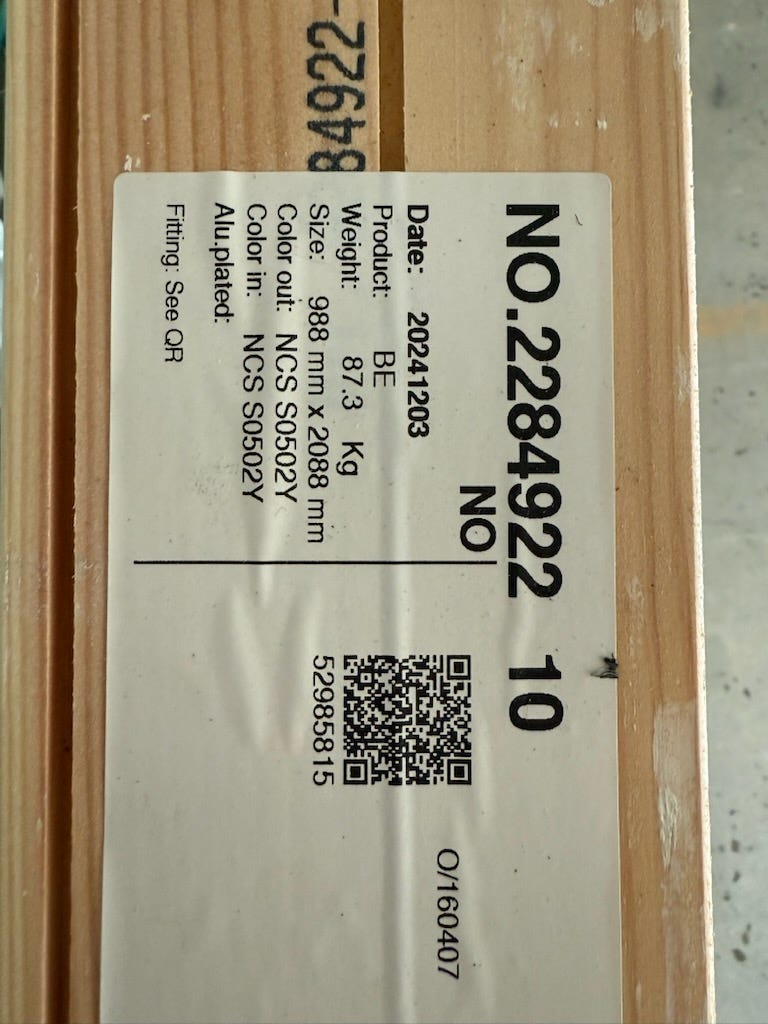 -22848
NO.2284922 10
NO
Date: 20241203
Product: BE
Weight: 87.3 Kg
Size: 988 mm x 2088 mm
Color out: NCS S0502Y
Color in: NCS S0502Y
Alu.plated:
Fitting: See QR
52985815
O/160407